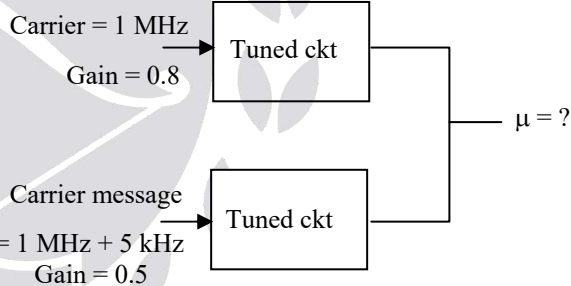 Carrier = 1 MHz
Tuned ckt
Gain = 0.8
μ = ?
Carrier message
Tuned ckt
= 1 MHz + 5 kHz
Gain = 0.5